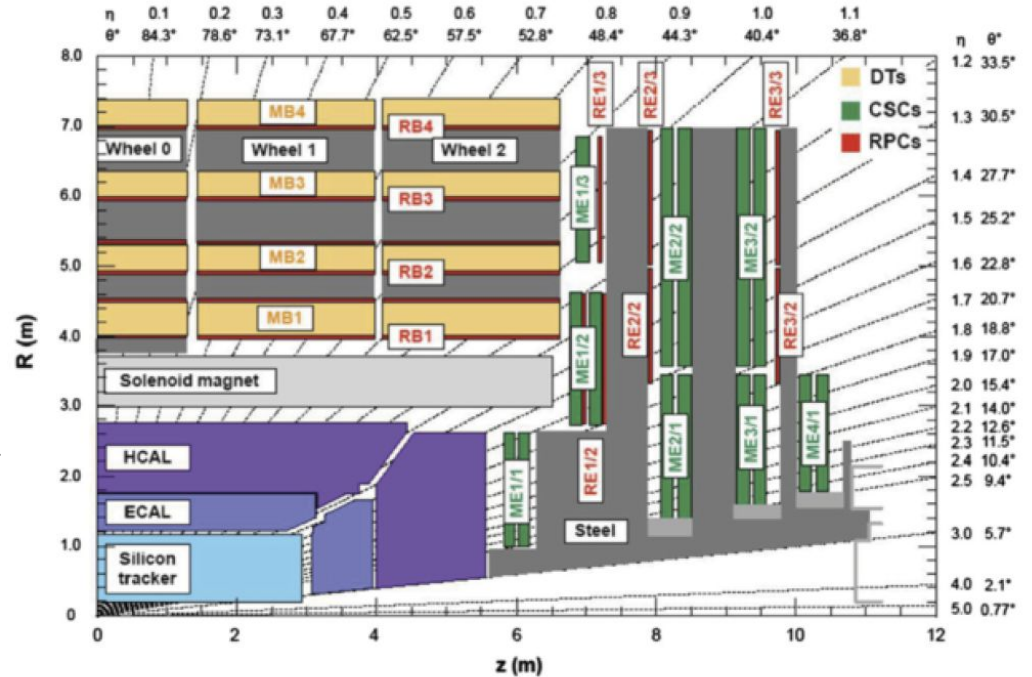 η 0.1 0.2 0.3 0.4 0.5 0.6 0.7 0.8 0.9 1.0 1.1
θ° 84.3° 78.6° 73.1° 67.7° 62.5° 57.5° 52.8° 48.4° 44.3° 40.4° 36.8°
η θ°
1.2 33.5°
1.3 30.5°
1.4 27.7°
1.5 25.2°
1.6 22.8°
1.7 20.7°
1.8 18.8°
1.9 17.0°
2.0 15.4°
2.1 14.0°
2.2 12.6°
2.3 11.5°
2.4 10.4°
2.5 9.4°
3.0 5.7°
4.0 2.1°
5.0 0.77°
8.0
7.0
6.0
5.0
4.0
3.0
2.0
1.0
0
R (m)
DTs
CSCs
RPCs
MB4
RB4
Wheel 0
Wheel 1
Wheel 2
MB3
RB3
MB2
RB2
MB1
RB1
Solenoid magnet
HCAL
ECAL
Silicon
tracker
Steel
RE1/3
RE2/3
RE3/3
ME1/3
ME2/2
ME3/2
ME1/2
RE2/2
RE3/2
ME1/1
RE1/2
ME2/1
ME3/1
ME4/1
0 2 4 6 8 10 12
z (m)